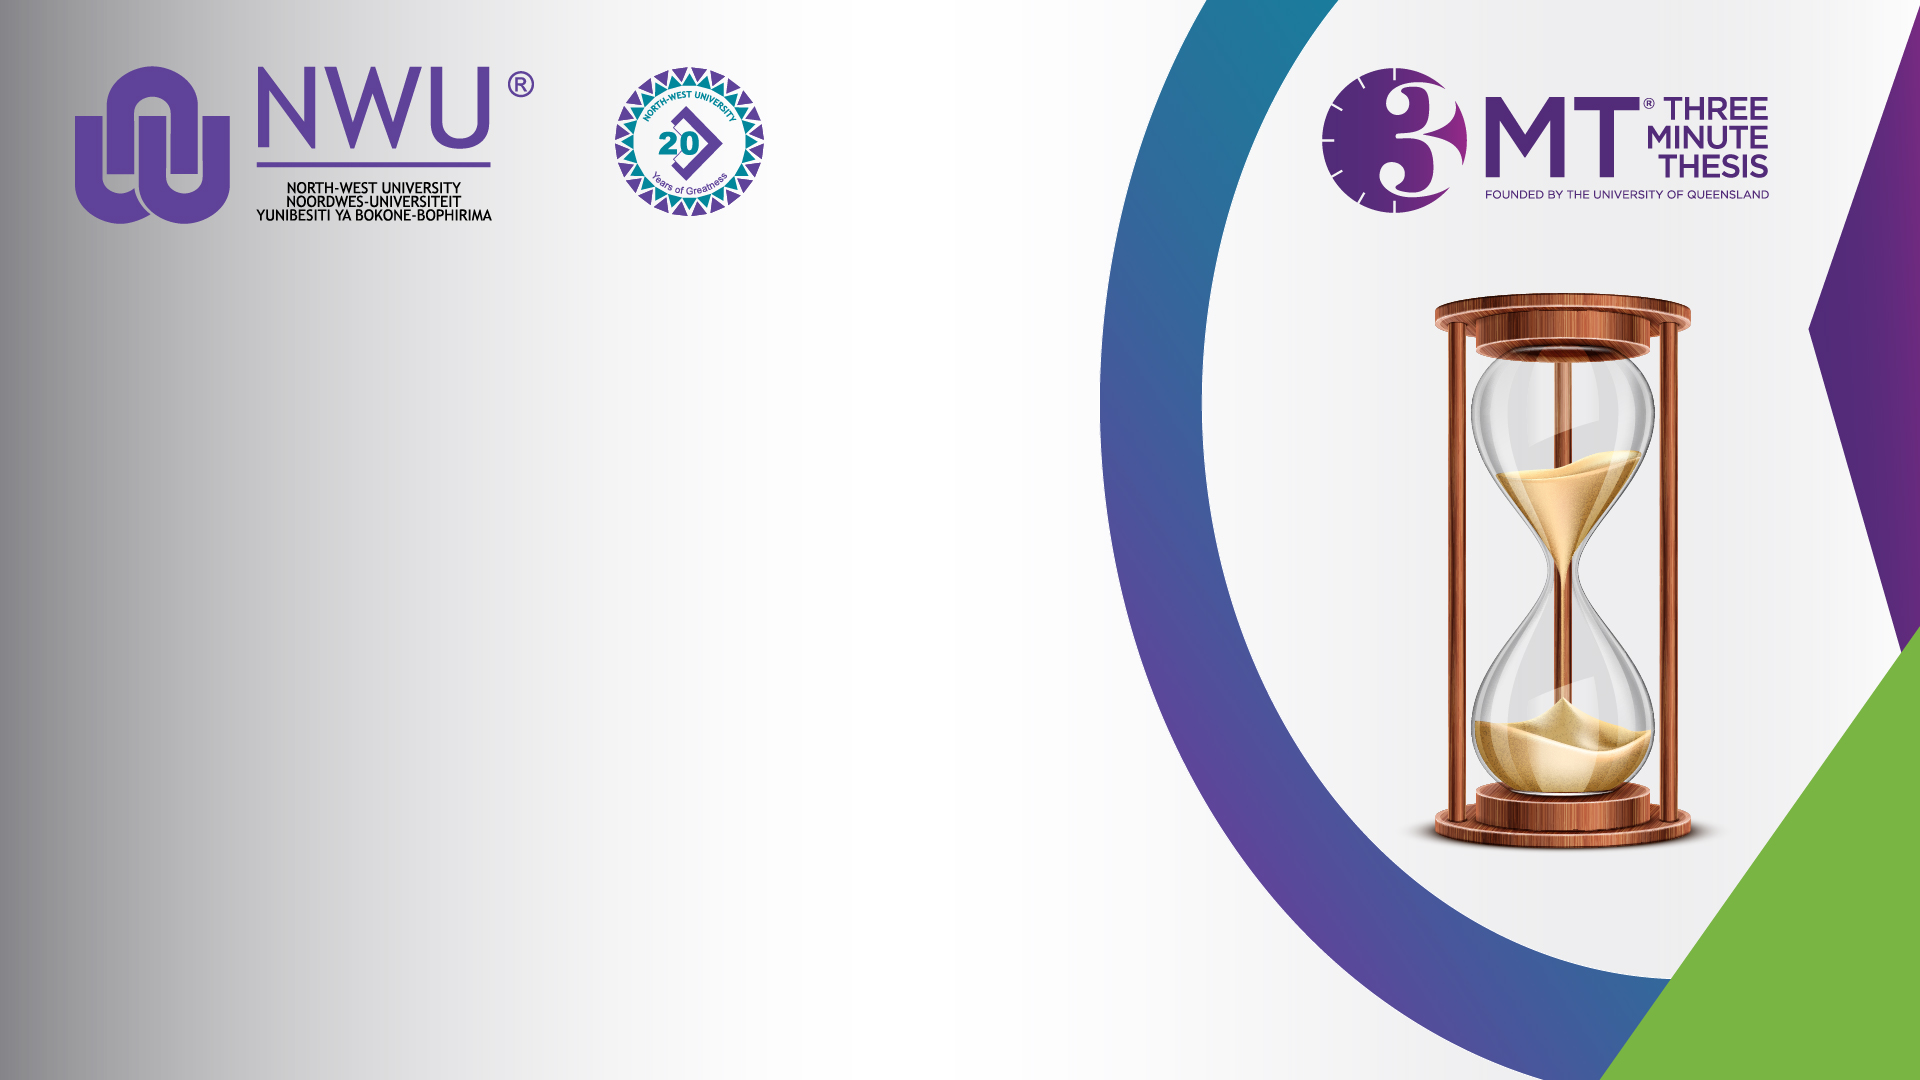 NWU®
NORTH-WEST UNIVERSITY
NOORDWES-UNIVERSITEIT
YUNIBESITI YA BOKONE-BOPHIRIMA
NORTH-WEST UNIVERSITY
20
Years of Greatness
3MT® THREE
MINUTE
THESIS
FOUNDED BY THE UNIVERSITY OF QUEENSLAND